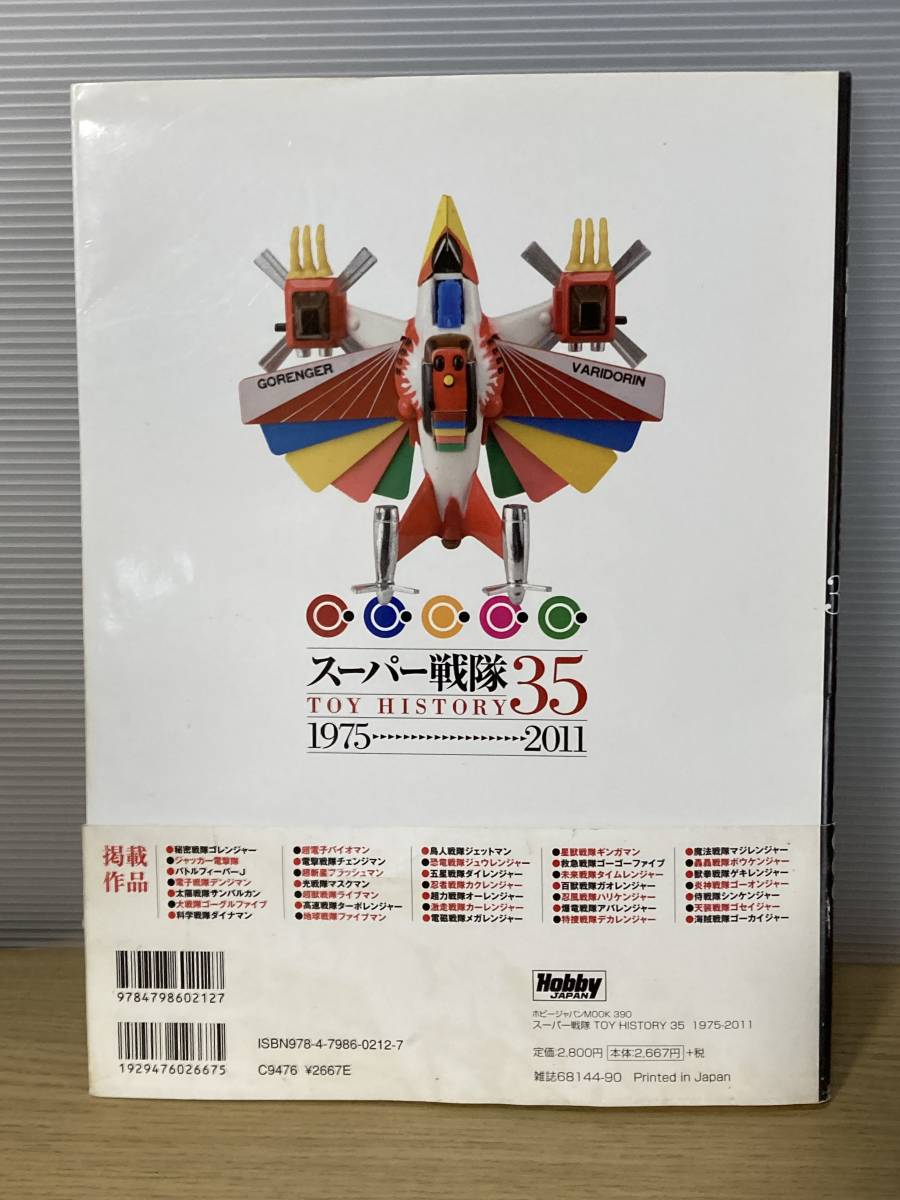 GORENGER
VARIDORIN
スーパー戦隊35
TOY HISTORY
1975 2011
3
掲載
作品
●秘密戦隊ゴレンジャー
●ジャッカー電撃隊
●バトルフィーバーJ
●電子戦隊デンジマン
●太陽戦隊サンバルカン
●大戦隊ゴーグルファイブ
●科学戦隊ダイナマン
●超電子バイオマン
●電撃戦隊チェンジマン
●超新星フラッシュマン
●光戦隊マスクマン
●超獣戦隊ライブマン
●高速戦隊ターボレンジャー
●地球戦隊ファイブマン
●鳥人戦隊ジェットマン
●恐竜戦隊ジュウレンジャー
●五星戦隊ダイレンジャー
●忍者戦隊カクレンジャー
●超力戦隊オーレンジャー
●激走戦隊カーレンジャー
●電磁戦隊メガレンジャー
●星獣戦隊ギンガマン
●救急戦隊ゴーゴーファイブ
●未来戦隊タイムレンジャー
●百獣戦隊ガオレンジャー
●忍風戦隊ハリケンジャー
●爆竜戦隊アバレンジャー
●特捜戦隊デカレンジャー
●魔法戦隊マジレンジャー
●轟轟戦隊ボウケンジャー
●獣拳戦隊ゲキレンジャー
●炎神戦隊ゴーオンジャー
●侍戦隊シンケンジャー
●天装戦隊ゴセイジャー
●海賊戦隊ゴーカイジャー
9784798602127
1929476026675
ISBN978-4-7986-0212-7
C9476 ¥2667E
Hobby
JAPAN
ホビージャパンMOOK 390
スーパー戦隊 TOY HISTORY 35 1975-2011
定価:2,800円 本体:2,667円 +税
雑誌68144-90 Printed in Japan